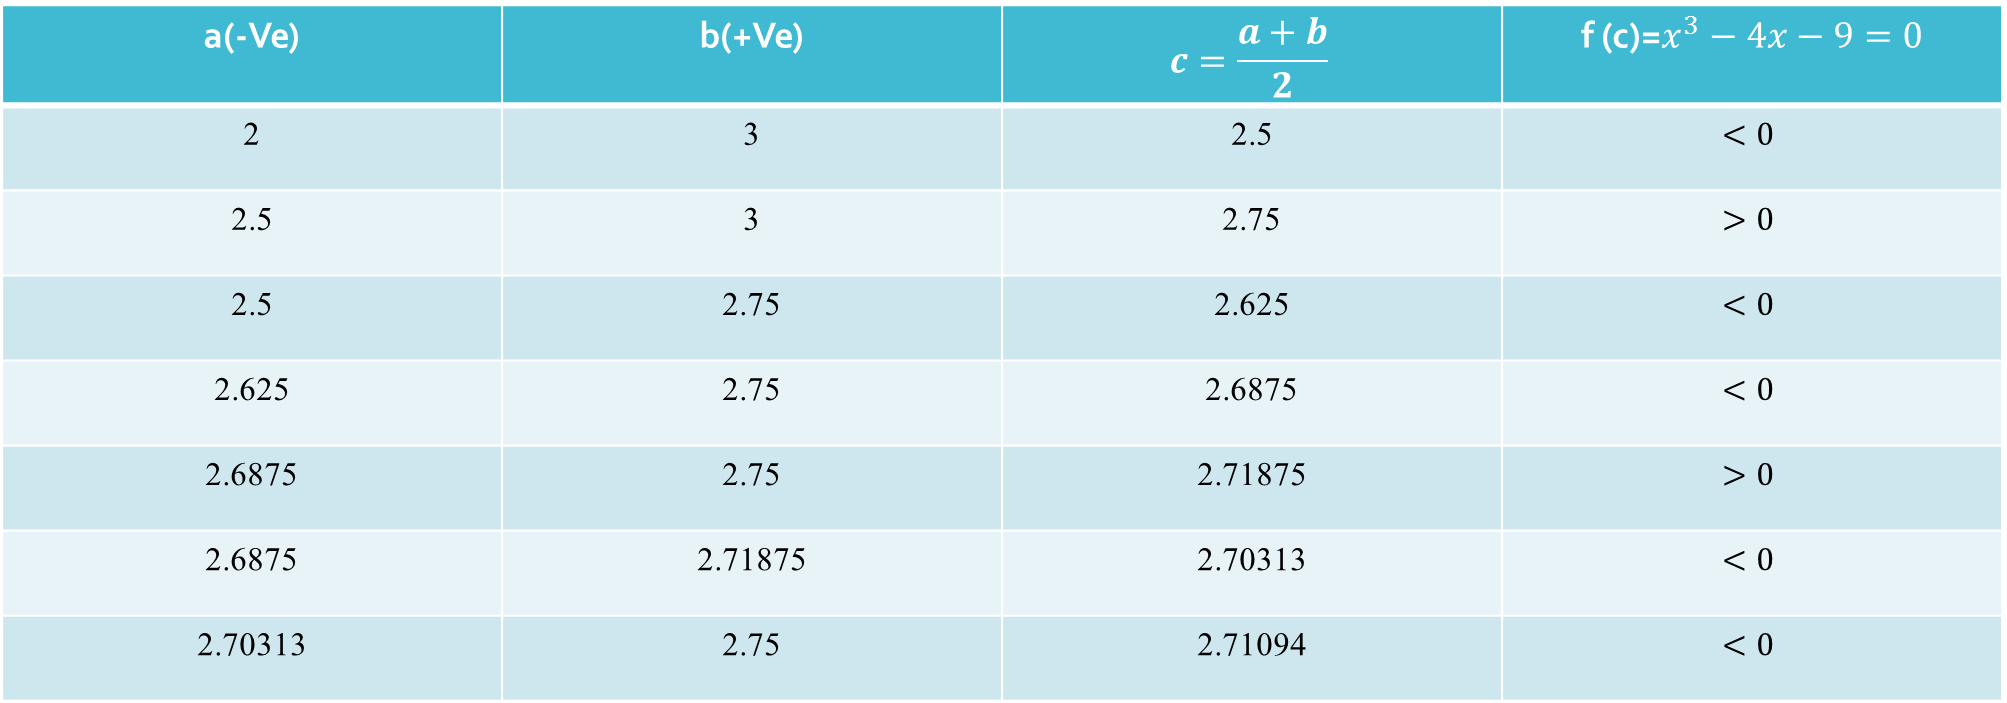 a(-Ve) b(+Ve) c = (a + b)/2 f (c)=x³ − 4x − 9 = 0
2 3 2.5 < 0
2.5 3 2.75 > 0
2.5 2.75 2.625 < 0
2.625 2.75 2.6875 < 0
2.6875 2.75 2.71875 > 0
2.6875 2.71875 2.70313 < 0
2.70313 2.75 2.71094 < 0